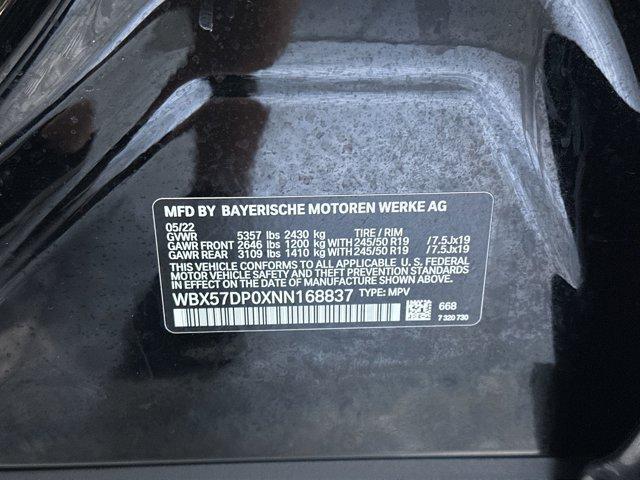 MFD BY BAYERISCHE MOTOREN WERKE AG
05/22
GVWR 5357 lbs 2430 kg TIRE / RIM
GAWR FRONT 2646 lbs 1200 kg WITH 245/50 R19 /7.5Jx19
GAWR REAR 3109 lbs 1410 kg WITH 245/50 R19 /7.5Jx19
THIS VEHICLE CONFORMS TO ALL APPLICABLE U. S. FEDERAL
MOTOR VEHICLE SAFETY AND THEFT PREVENTION STANDARDS
IN EFFECT ON THE DATE OF MANUFACTURE SHOWN ABOVE.
WBX57DP0XNN168837 TYPE: MPV
668
7 320 730